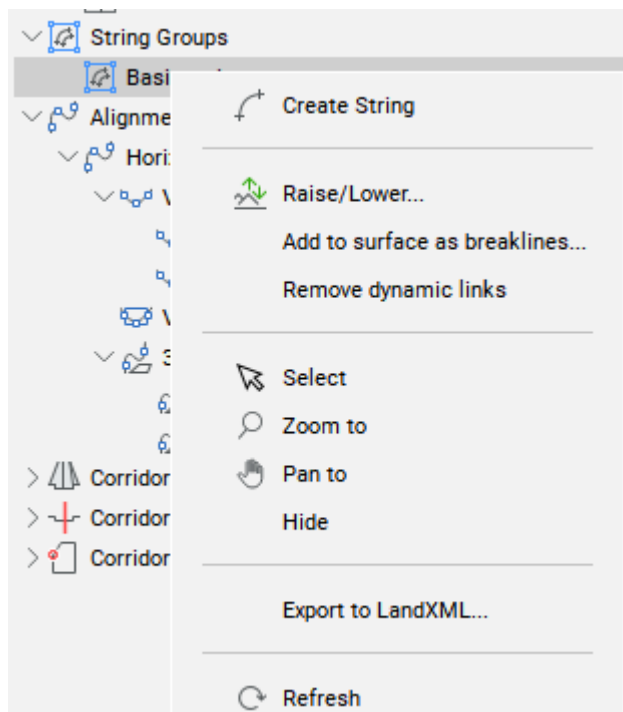 String Groups
Basi
Create String
Alignme
Hori
Raise/Lower...
Add to surface as breaklines...
Remove dynamic links
Select
Zoom to
Corridor
Pan to
Corridor
Hide
Corridor
Export to LandXML...
Refresh